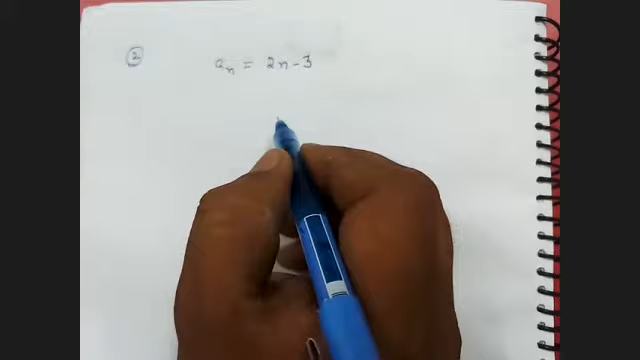 ② aₙ = 2n - 3